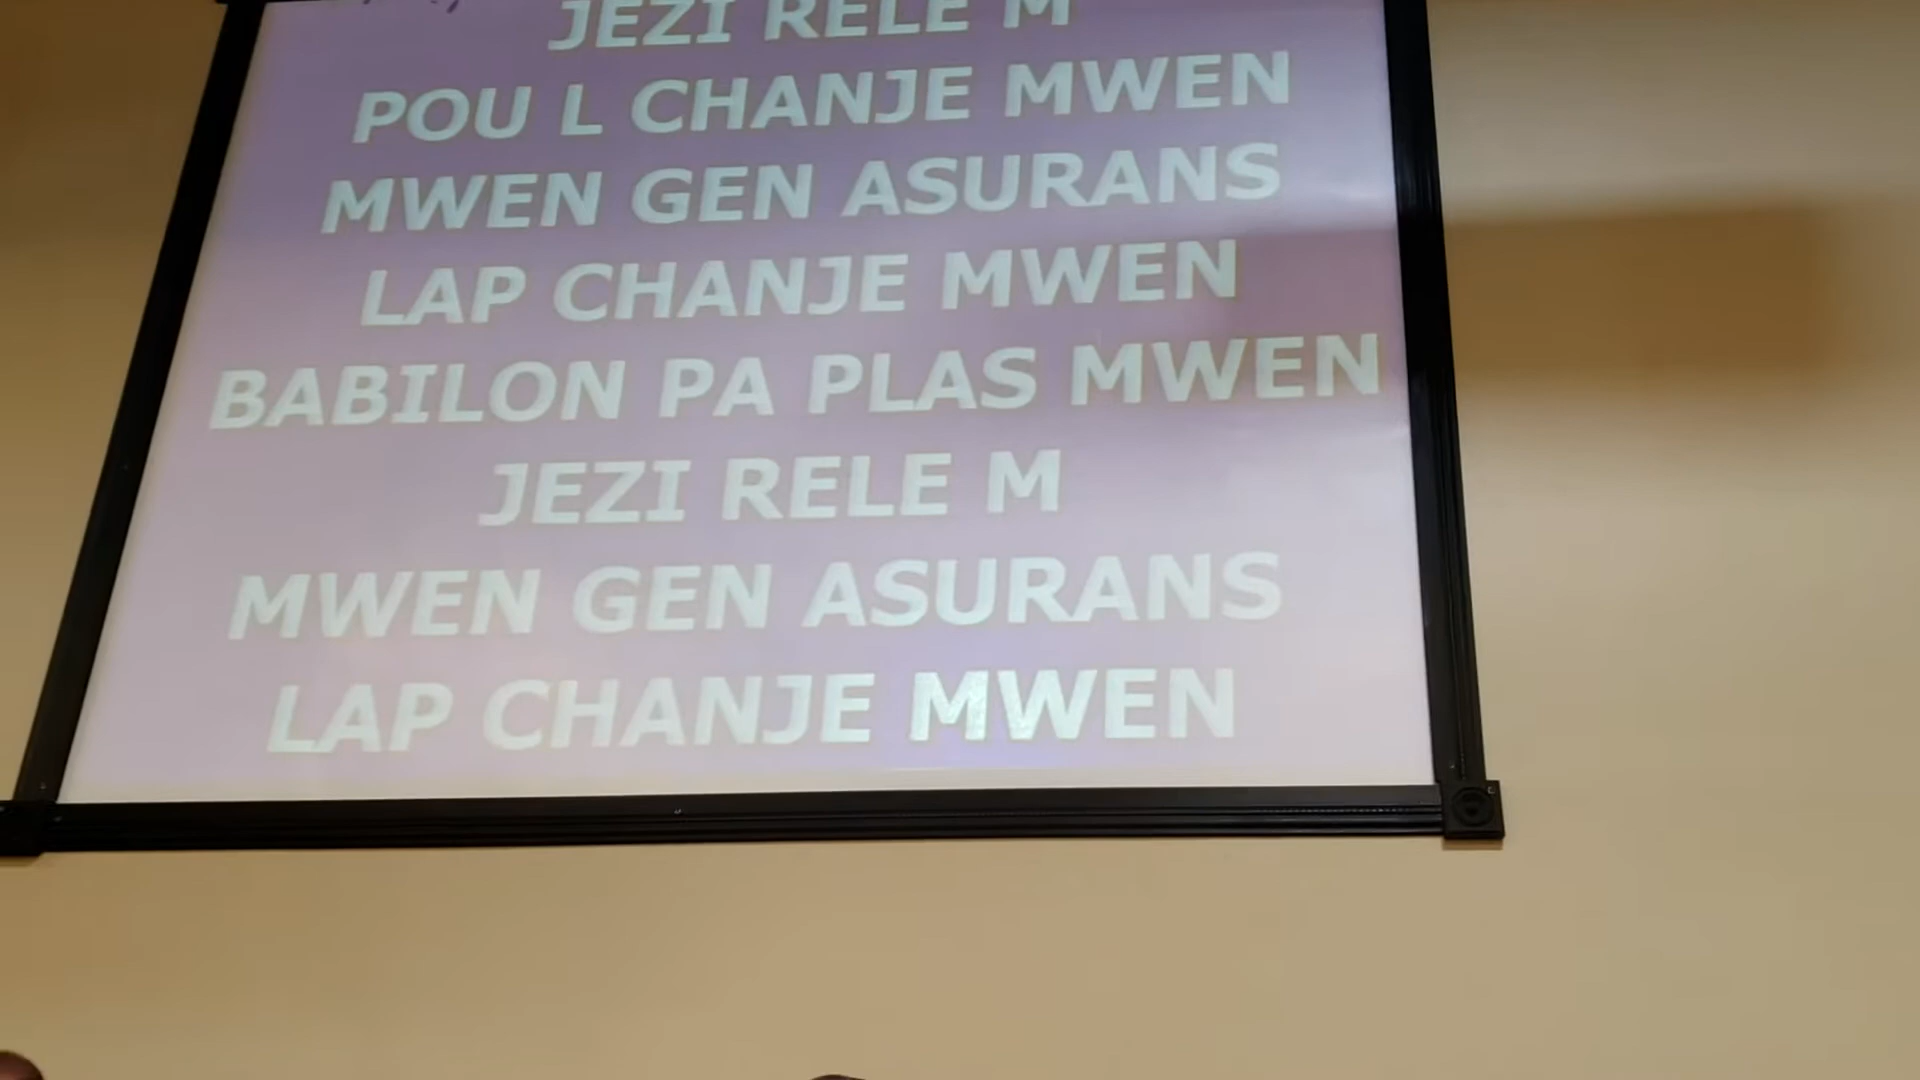 JEZI RELE M
POU L CHANJE MWEN
MWEN GEN ASURANS
LAP CHANJE MWEN
BABILON PA PLAS MWEN
JEZI RELE M
MWEN GEN ASURANS
LAP CHANJE MWEN